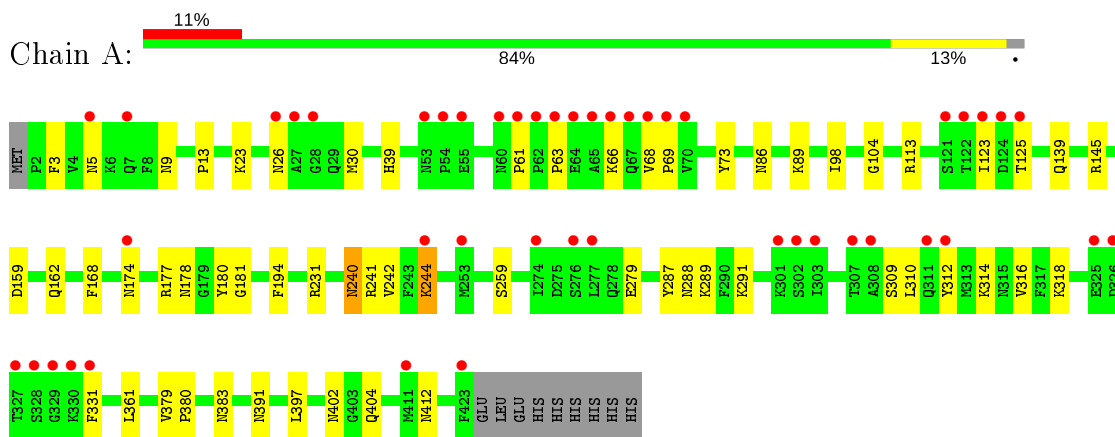 11%
Chain A:
84% 13% •
MET P2 F3 V4 N5 K6 Q7 F8 N9 P13 K23 N26 A27 G28 Q29 M30 H39 N53 P54 E55 N60 P61 P62 P63 E64 A65 K66 Q67 V68 P69 V70 Y73 N86 K89 I98 G104 R113 S121 T122 I123 D124 T125 Q139 R145
D159 Q162 F168 N174 R177 N178 G179 Y180 G181 F194 R231 N240 R241 V242 F243 K244 M253 S259 I274 D275 S276 L277 Q278 E279 Y287 N288 K289 F290 K291 K301 S302 I303 T307 A308 S309 L310 Q311 Y312 M313 K314 N315 V316 F317 K318 E325 D326
T327 S328 G329 K330 F331 L361 V379 P380 N383 N391 L397 N402 G403 Q404 M411 N412 F423 GLU LEU GLU HIS HIS HIS HIS HIS HIS